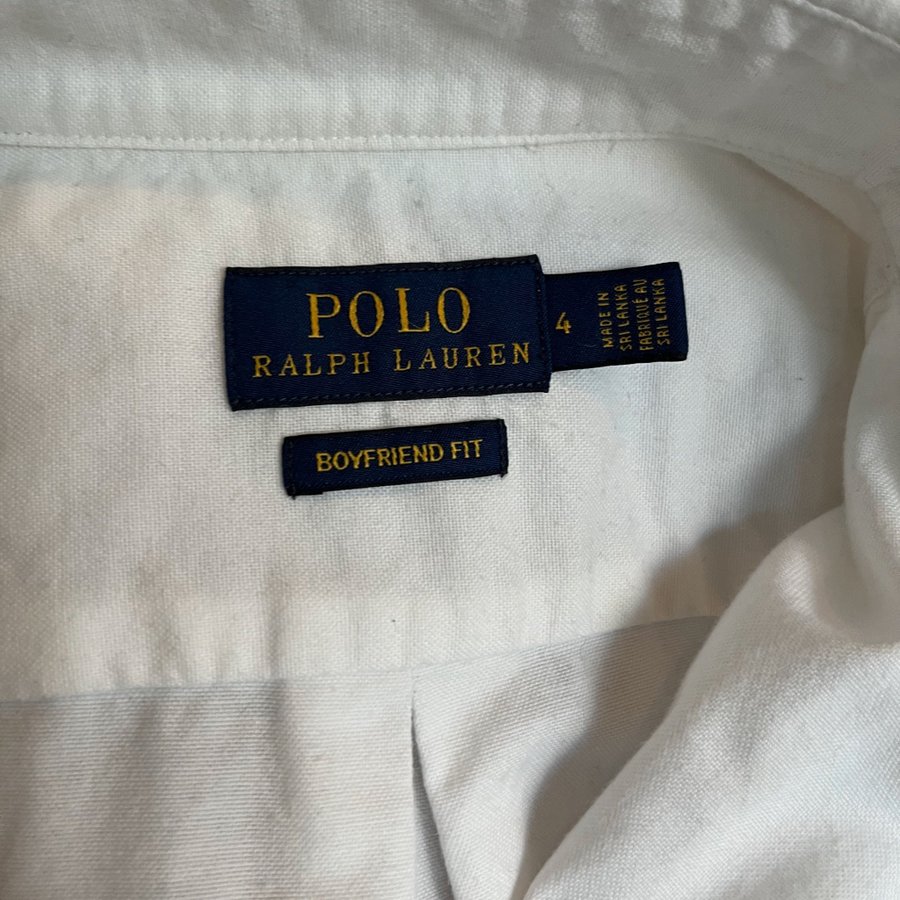 POLO
RALPH LAUREN
4
MADE IN
SRI LANKA
FABRIQUÉ AU
SRI LANKA
BOYFRIEND FIT